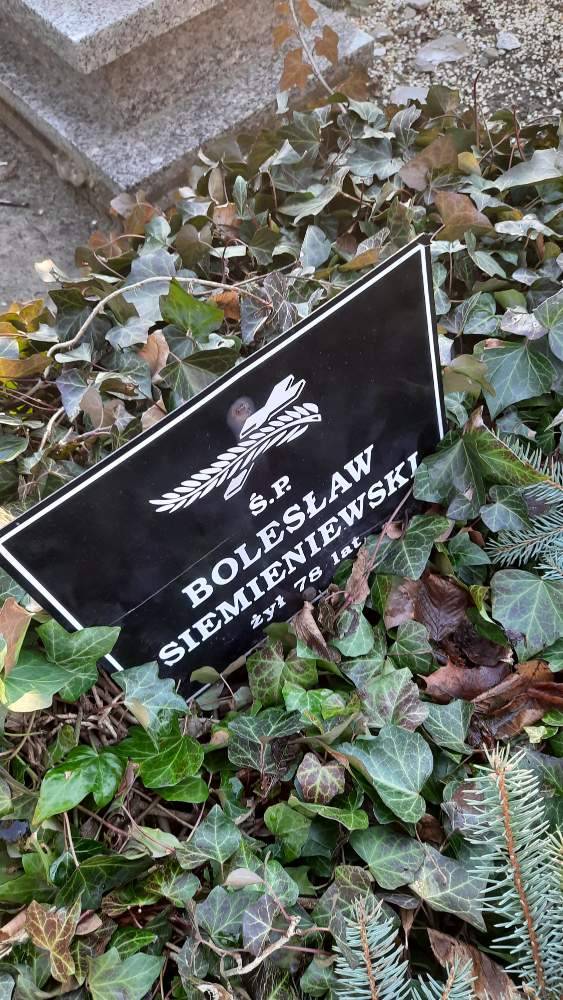 Ś.P.
BOLESŁAW
SIEMIENIEWSKI
żył 78 lat